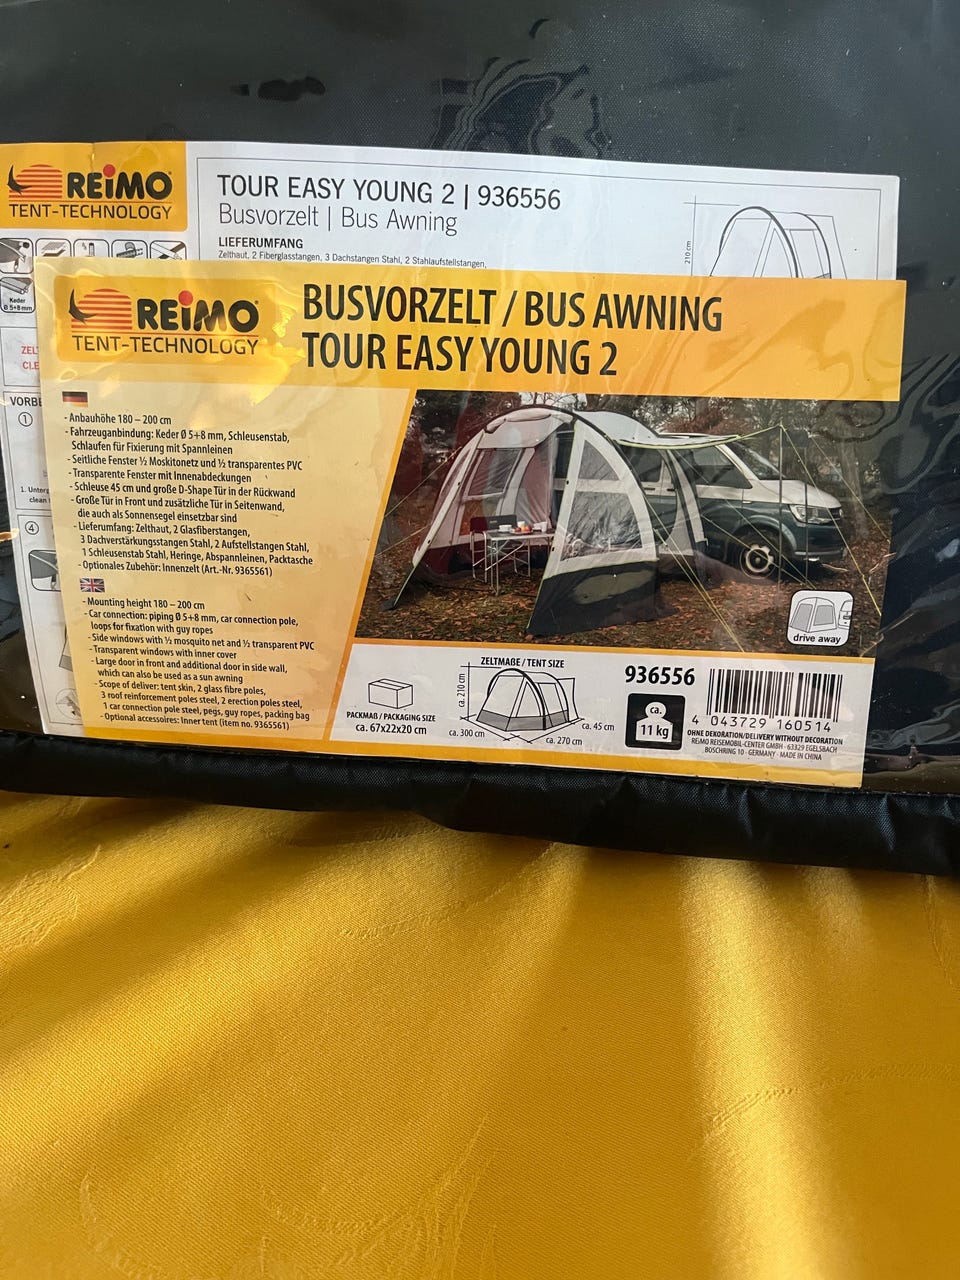 REIMO
TENT-TECHNOLOGY
TOUR EASY YOUNG 2 | 936556
Busvorzelt | Bus Awning
LIEFERUMFANG
Zelthaut, 2 Fiberglasstangen, 3 Dachstangen Stahl, 2 Stahlaufstellstangen,
210 cm
Keder
Ø 5+8 mm
ZEL
CLE
VORBE
1
1. Unterg
clean
4
REIMO
TENT-TECHNOLOGY
BUSVORZELT / BUS AWNING
TOUR EASY YOUNG 2
- Anbauhöhe 180 – 200 cm
- Fahrzeuganbindung: Keder Ø 5+8 mm, Schleusenstab,
Schlaufen für Fixierung mit Spannleinen
- Seitliche Fenster ½ Moskitonetz und ½ transparentes PVC
- Transparente Fenster mit Innenabdeckungen
- Schleuse 45 cm und große D-Shape Tür in der Rückwand
- Große Tür in Front und zusätzliche Tür in Seitenwand,
die auch als Sonnensegel einsetzbar sind
- Lieferumfang: Zelthaut, 2 Glasfiberstangen,
3 Dachverstärkungsstangen Stahl, 2 Aufstellstangen Stahl,
1 Schleusenstab Stahl, Heringe, Abspannleinen, Packtasche
- Optionales Zubehör: Innenzelt (Art.-Nr. 9365561)
- Mounting height 180 – 200 cm
- Car connection: piping Ø 5+8 mm, car connection pole,
loops for fixation with guy ropes
- Side windows with ½ mosquito net and ½ transparent PVC
- Transparent windows with inner cover
- Large door in front and additional door in side wall,
which can also be used as a sun awning
- Scope of deliver: tent skin, 2 glass fibre poles,
3 roof reinforcement poles steel, 2 erection poles steel,
1 car connection pole steel, pegs, guy ropes, packing bag
- Optional accessoires: Inner tent (item no. 9365561)
drive away
PACKMAß / PACKAGING SIZE
ca. 67x22x20 cm
ZELTMAßE / TENT SIZE
ca. 210 cm
ca. 300 cm
ca. 270 cm
ca. 45 cm
936556
ca.
11 kg
4 043729 160514
OHNE DEKORATION/DELIVERY WITHOUT DECORATION
REIMO REISEMOBIL-CENTER GMBH · 63329 EGELSBACH
BOSCHRING 10 · GERMANY · MADE IN CHINA